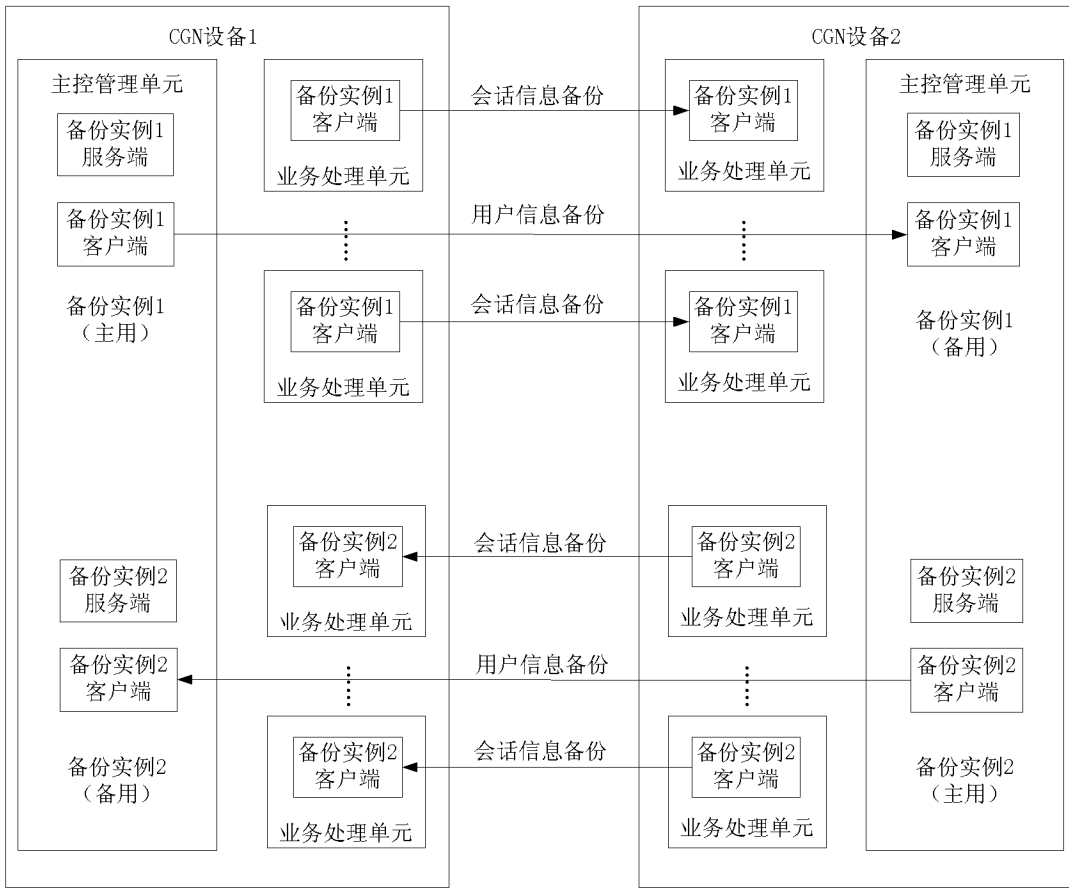 CGN设备1
CGN设备2
主控管理单元
备份实例1
服务端
备份实例1
客户端
备份实例1
（主用）
备份实例2
服务端
备份实例2
客户端
备份实例2
（备用）
备份实例1
客户端
业务处理单元
备份实例1
客户端
业务处理单元
备份实例2
客户端
业务处理单元
备份实例2
客户端
业务处理单元
会话信息备份
用户信息备份
会话信息备份
会话信息备份
用户信息备份
会话信息备份
备份实例1
客户端
业务处理单元
备份实例1
客户端
业务处理单元
备份实例2
客户端
业务处理单元
备份实例2
客户端
业务处理单元
主控管理单元
备份实例1
服务端
备份实例1
客户端
备份实例1
（备用）
备份实例2
服务端
备份实例2
客户端
备份实例2
（主用）